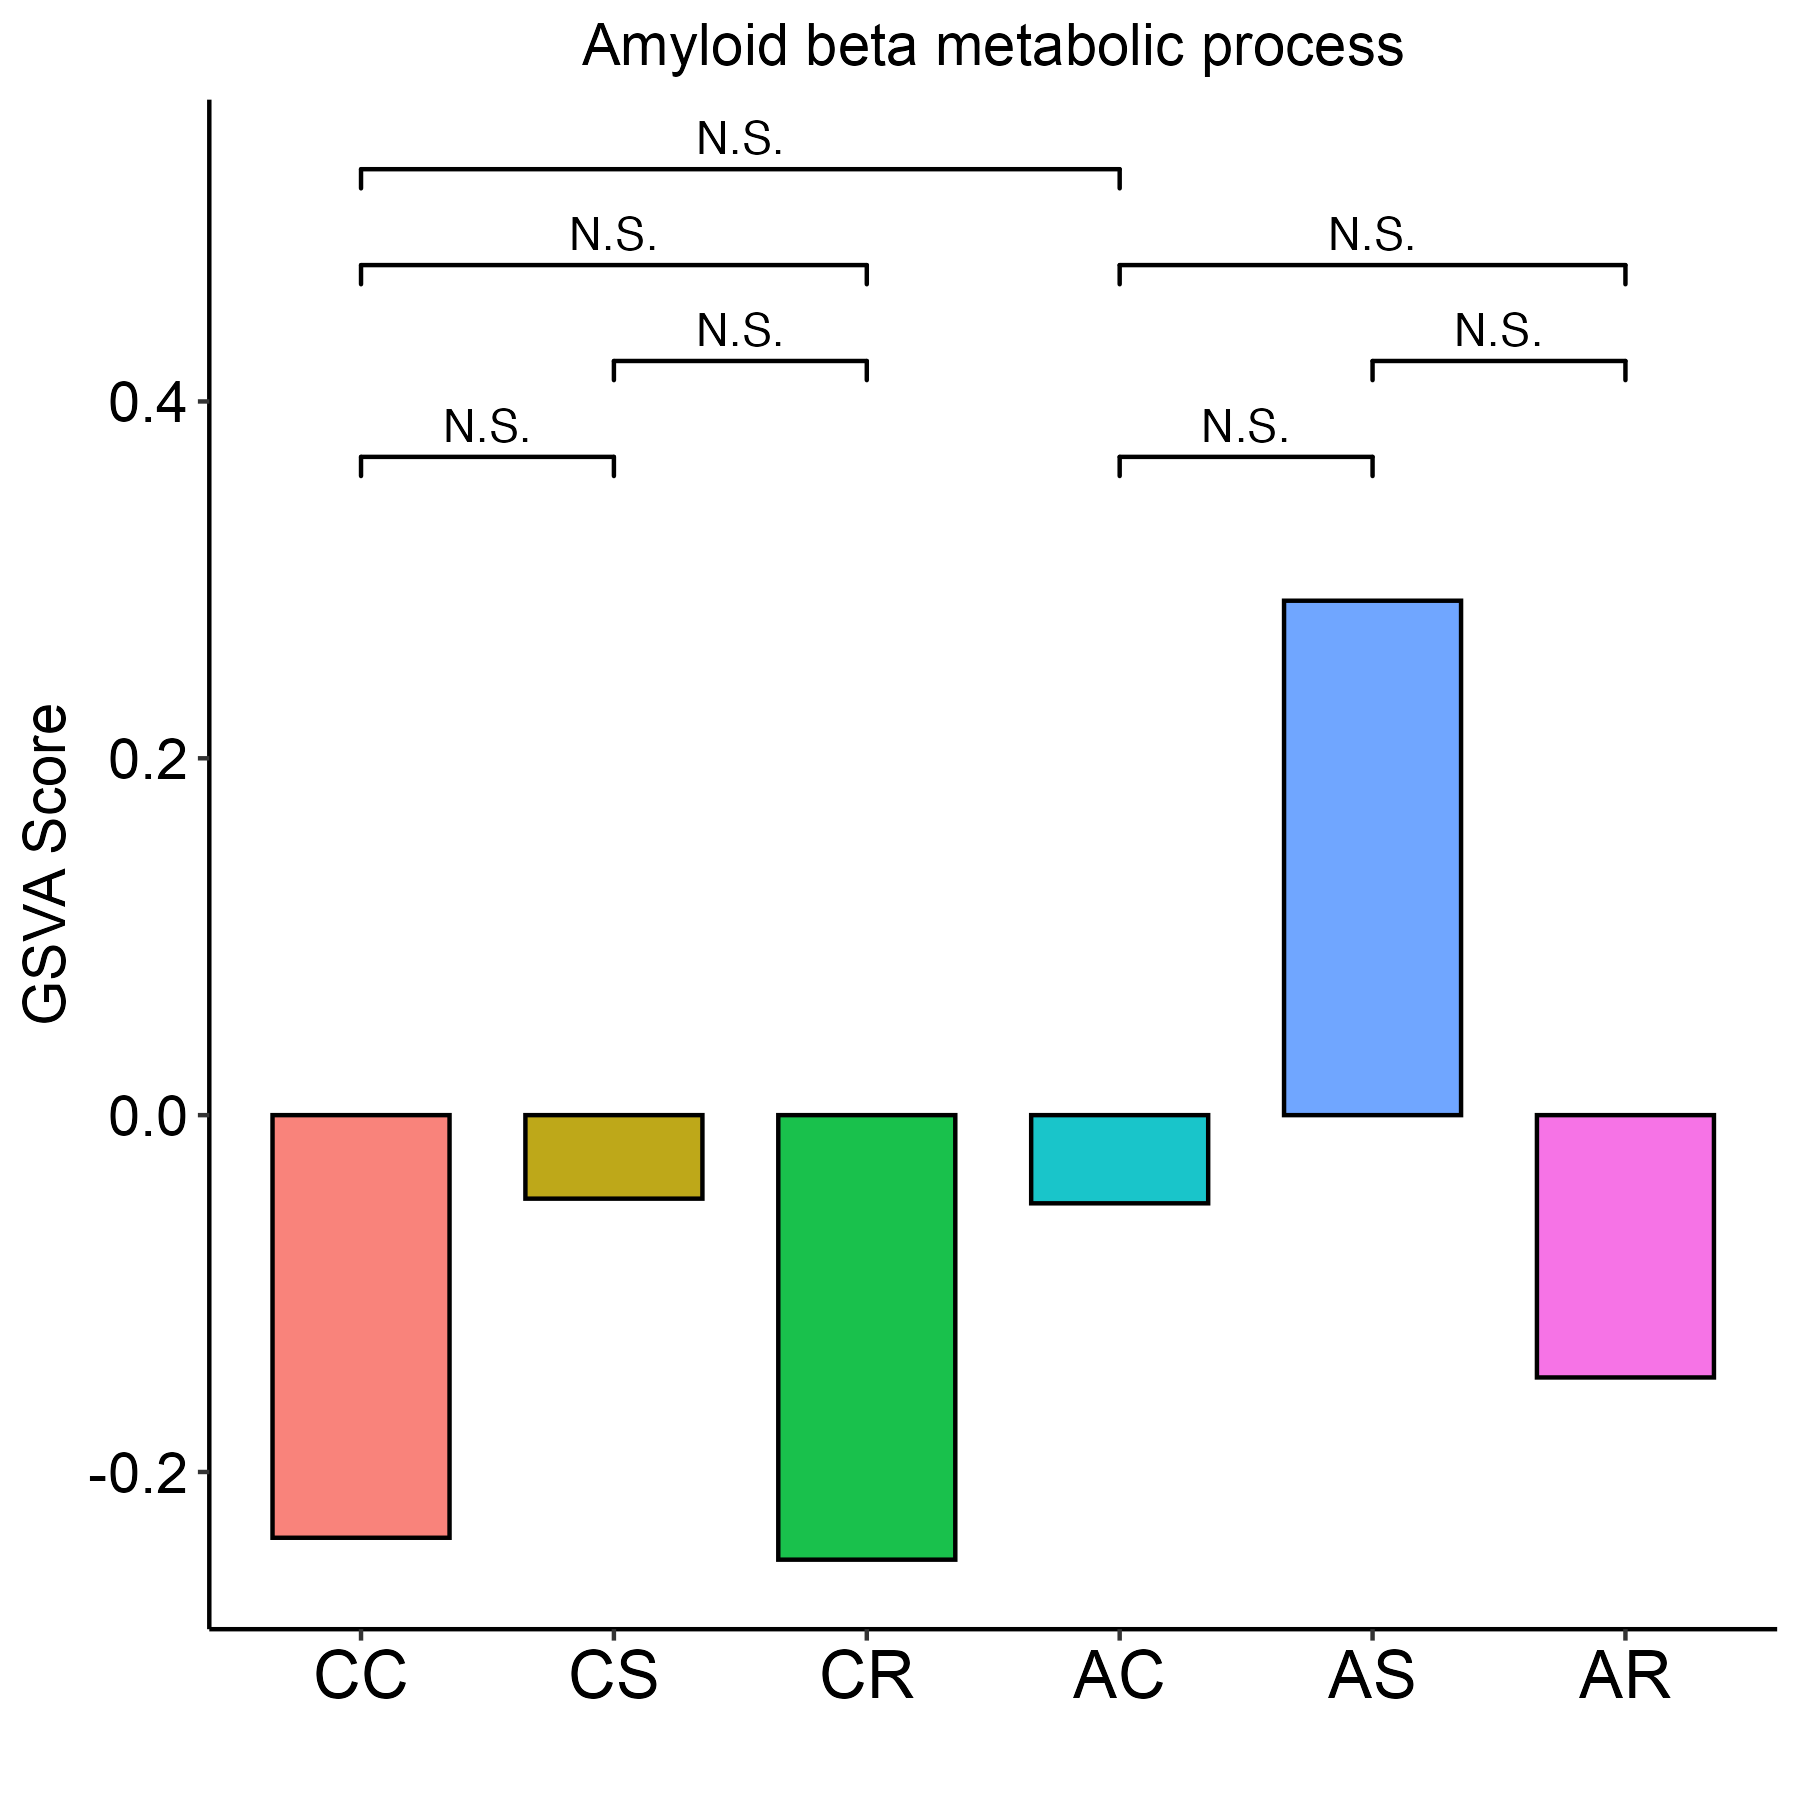 Amyloid beta metabolic process
N.S.
N.S.
N.S.
N.S.
N.S.
N.S.
N.S.
0.4
0.2
0.0
-0.2
GSVA Score
CC
CS
CR
AC
AS
AR